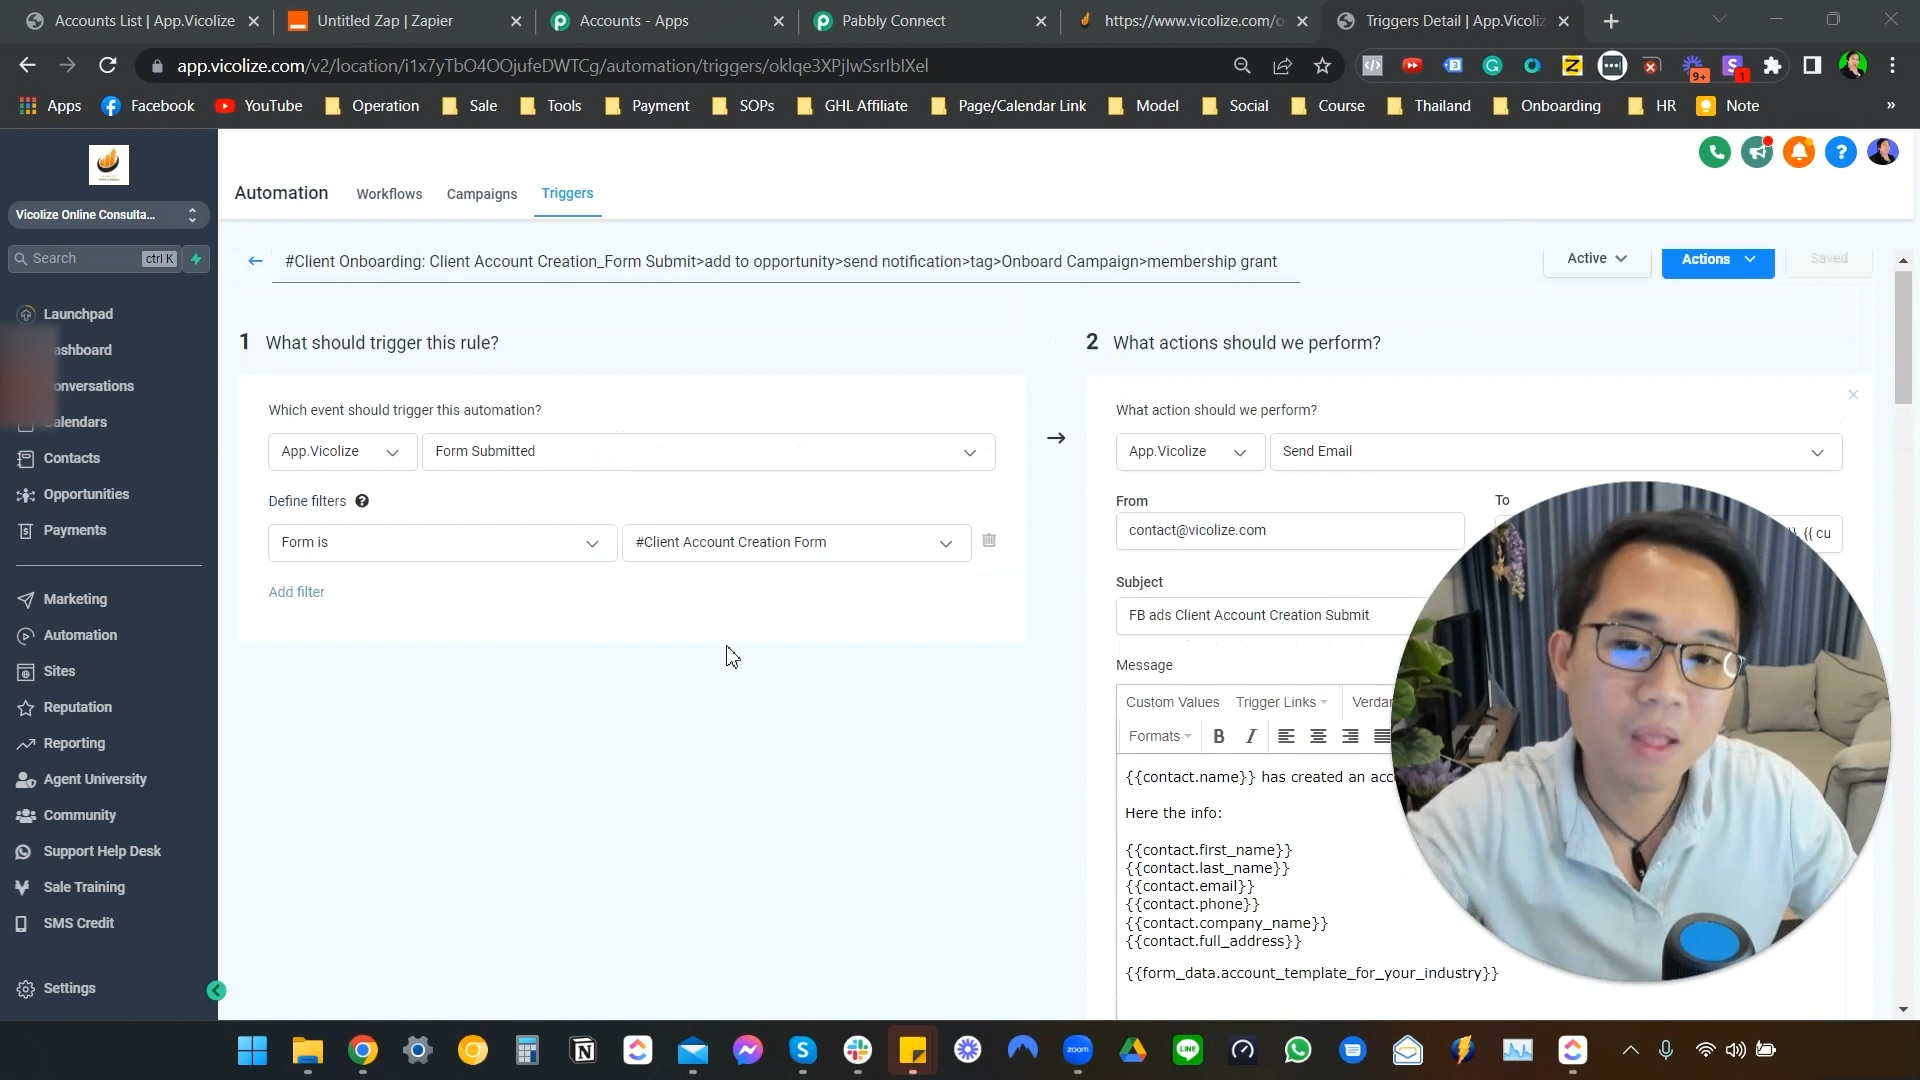 Accounts List | App.Vicolize
Untitled Zap | Zapier
Accounts - Apps
Pabbly Connect
https://www.vicolize.com/o
Triggers Detail | App.Vicoliz
app.vicolize.com/v2/location/i1x7yTbO4OOjufeDWTCg/automation/triggers/oklqe3XPjIwSsrIbIXel
9+
1
Apps
Facebook
YouTube
Operation
Sale
Tools
Payment
SOPs
GHL Affiliate
Page/Calendar Link
Model
Social
Course
Thailand
Onboarding
HR
Note
»
Vicolize Online Consulta...
Search
ctrl K
Launchpad
ashboard
onversations
alendars
Contacts
Opportunities
Payments
Marketing
Automation
Sites
Reputation
Reporting
Agent University
Community
Support Help Desk
Sale Training
SMS Credit
Settings
Automation
Workflows
Campaigns
Triggers
#Client Onboarding: Client Account Creation_Form Submit>add to opportunity>send notification>tag>Onboard Campaign>membership grant
Active
Actions
Saved
1 What should trigger this rule?
Which event should trigger this automation?
App.Vicolize
Form Submitted
Define filters
Form is
#Client Account Creation Form
Add filter
2 What actions should we perform?
What action should we perform?
App.Vicolize
Send Email
From
To
contact@vicolize.com
{{ cu
Subject
FB ads Client Account Creation Submit
Message
Custom Values
Trigger Links
Verdan
Formats
B
I
{{contact.name}} has created an acc
Here the info:
{{contact.first_name}}
{{contact.last_name}}
{{contact.email}}
{{contact.phone}}
{{contact.company_name}}
{{contact.full_address}}
{{form_data.account_template_for_your_industry}}
zoom
LINE